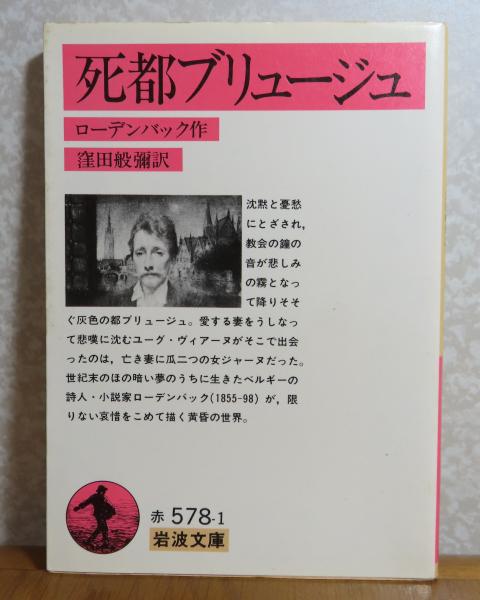 死都ブリュージュ
ローデンバック作
窪田般彌訳
沈黙と憂愁
にとざされ,
教会の鐘の
音が悲しみ
の霧となっ
て降りそそ
ぐ灰色の都ブリュージュ。愛する妻をうしなっ
て悲嘆に沈むユーグ・ヴィアーヌがそこで出会
ったのは,亡き妻に瓜二つの女ジャーヌだった。
世紀末のほの暗い夢のうちに生きたベルギーの
詩人・小説家ローデンバック(1855-98)が,限
りない哀惜をこめて描く黄昏の世界。
赤 578-1
岩波文庫